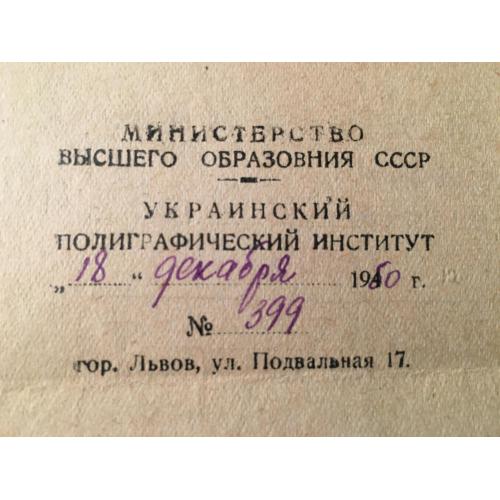 МИНИСТЕРСТВО
ВЫСШЕГО ОБРАЗОВНИЯ СССР
УКРАИНСКИЙ
ПОЛИГРАФИЧЕСКИЙ ИНСТИТУТ
„18“ декабря 1950 г.
№ 399
гор. Львов, ул. Подвальная 17.